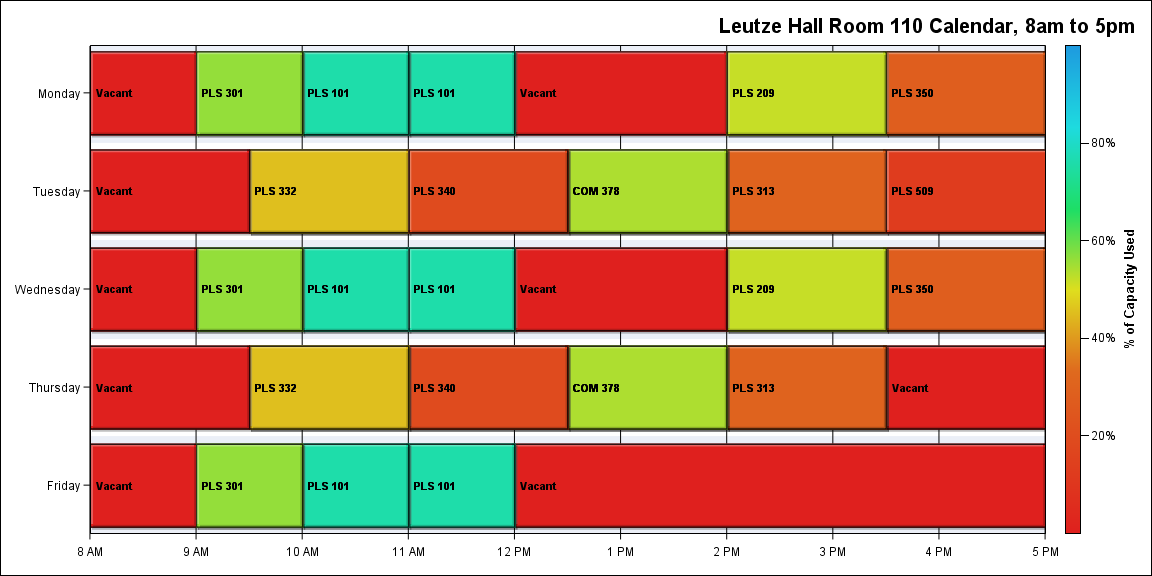 Leutze Hall Room 110 Calendar, 8am to 5pm
Monday
Vacant
PLS 301
PLS 101
PLS 101
Vacant
PLS 209
PLS 350
Tuesday
Vacant
PLS 332
PLS 340
COM 378
PLS 313
PLS 509
Wednesday
Vacant
PLS 301
PLS 101
PLS 101
Vacant
PLS 209
PLS 350
Thursday
Vacant
PLS 332
PLS 340
COM 378
PLS 313
Vacant
Friday
Vacant
PLS 301
PLS 101
PLS 101
Vacant
8 AM
9 AM
10 AM
11 AM
12 PM
1 PM
2 PM
3 PM
4 PM
5 PM
80%
60%
40%
20%
% of Capacity Used